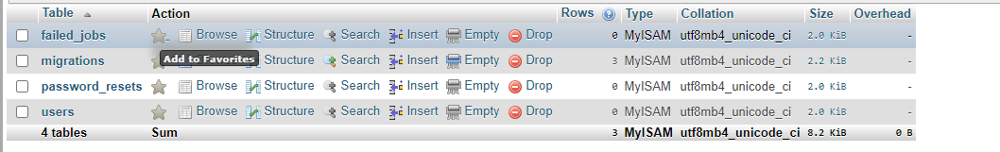 Table Action Rows Type Collation Size Overhead
failed_jobs Browse Structure Search Insert Empty Drop 0 MyISAM utf8mb4_unicode_ci 2.0 KiB -
Add to Favorites
migrations Browse Structure Search Insert Empty Drop 3 MyISAM utf8mb4_unicode_ci 2.2 KiB -
password_resets Browse Structure Search Insert Empty Drop 0 MyISAM utf8mb4_unicode_ci 2.0 KiB -
users Browse Structure Search Insert Empty Drop 0 MyISAM utf8mb4_unicode_ci 2.0 KiB -
4 tables Sum 3 MyISAM utf8mb4_unicode_ci 8.2 KiB 0 B